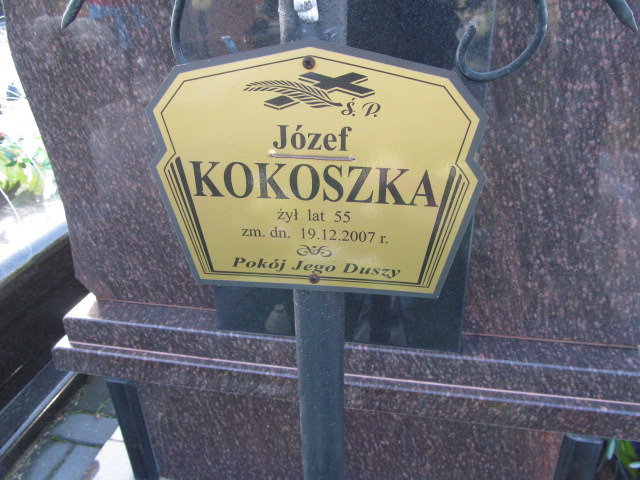 Ś. P.
Józef
KOKOSZKA
żył lat 55
zm. dn. 19.12.2007 r.
Pokój Jego Duszy